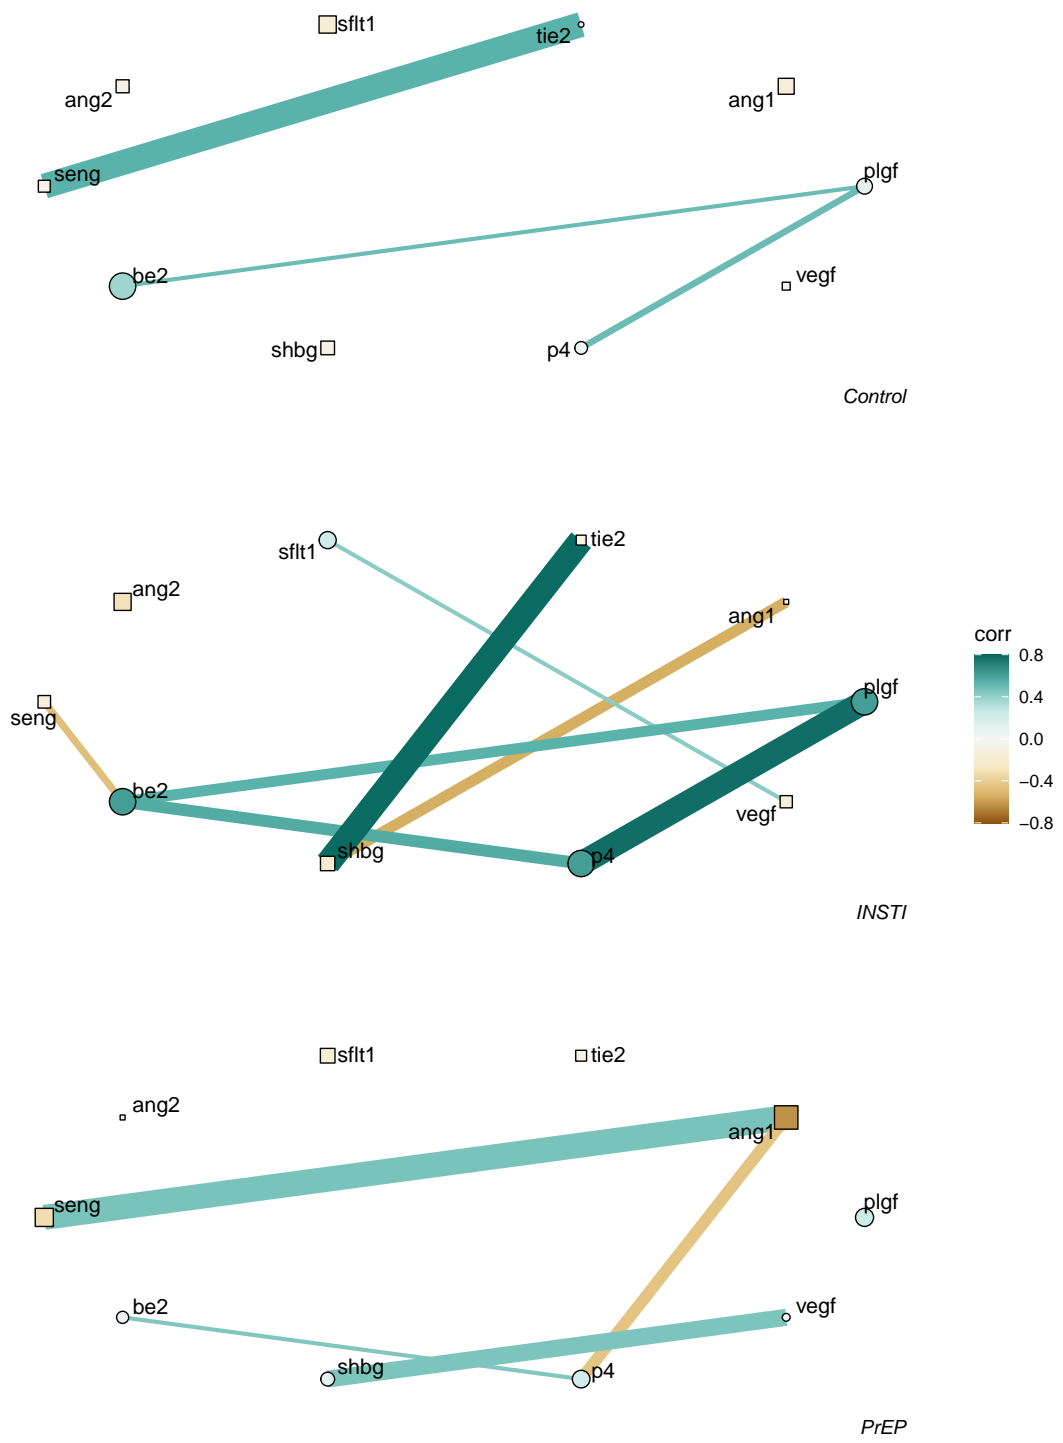 sflt1
tie2
ang2
ang1
seng
plgf
be2
vegf
shbg
p4
Control
sflt1
tie2
ang2
ang1
corr
plgf
seng
be2
vegf
shbg
p4
0.8
0.4
0.0
−0.4
−0.8
INSTI
sflt1
tie2
ang2
ang1
seng
plgf
be2
vegf
shbg
p4
PrEP